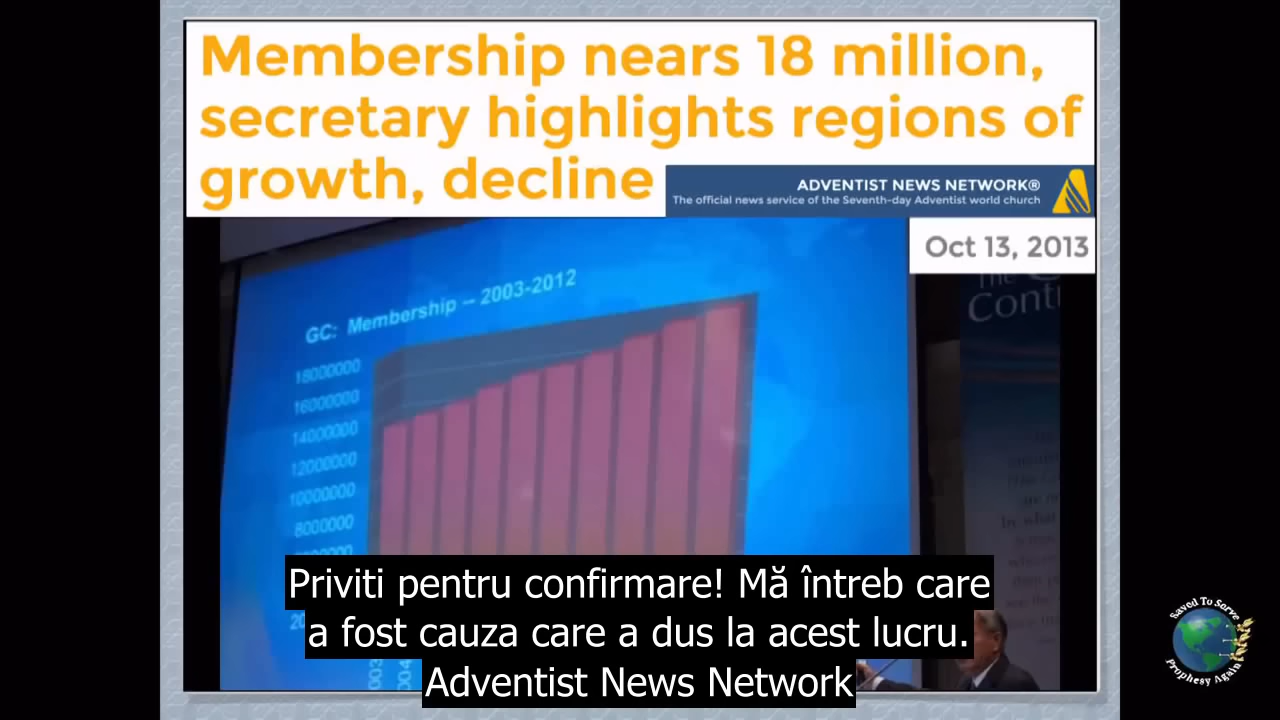 Membership nears 18 million,
secretary highlights regions of
growth, decline
ADVENTIST NEWS NETWORK®
The official news service of the Seventh-day Adventist world church
Oct 13, 2013
The
Cont
GC: Membership – 2003-2012
18000000
16000000
14000000
12000000
10000000
8000000
Priviti pentru confirmare! Mă întreb care
a fost cauza care a dus la acest lucru.
Adventist News Network
Saved To Serve
Prophesy Again